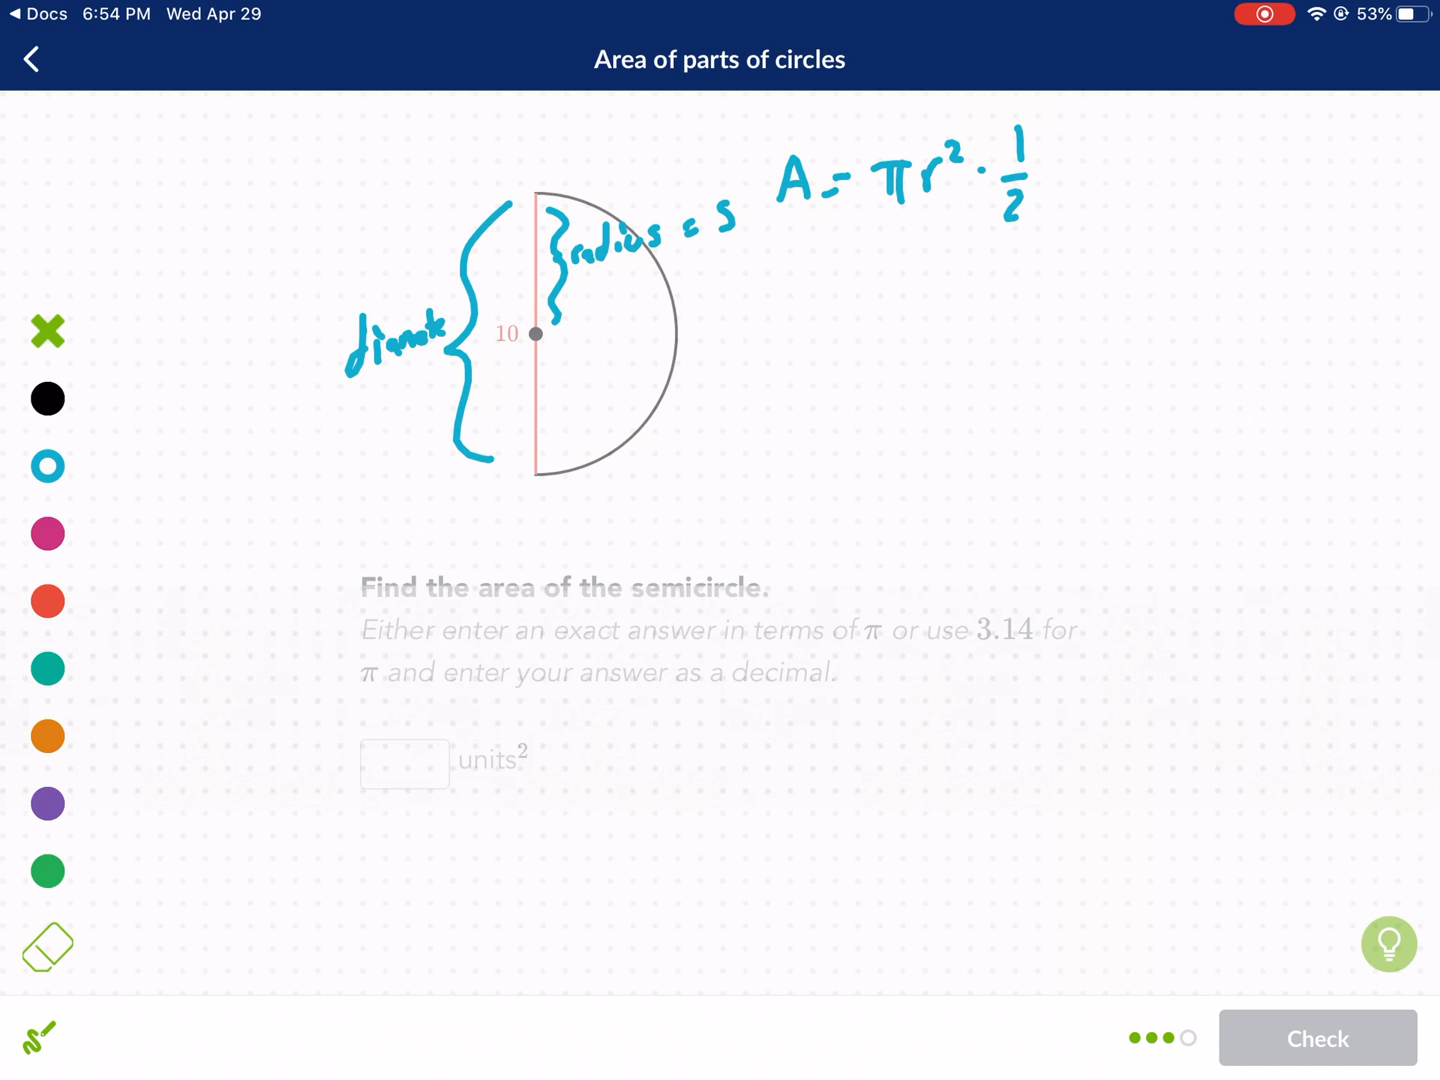 Docs 6:54 PM Wed Apr 29 53%
Area of parts of circles
A = πr² · 1/2
radius = 5
10
Find the area of the semicircle.
Either enter an exact answer in terms of π or use 3.14 for
π and enter your answer as a decimal.
units²
Check